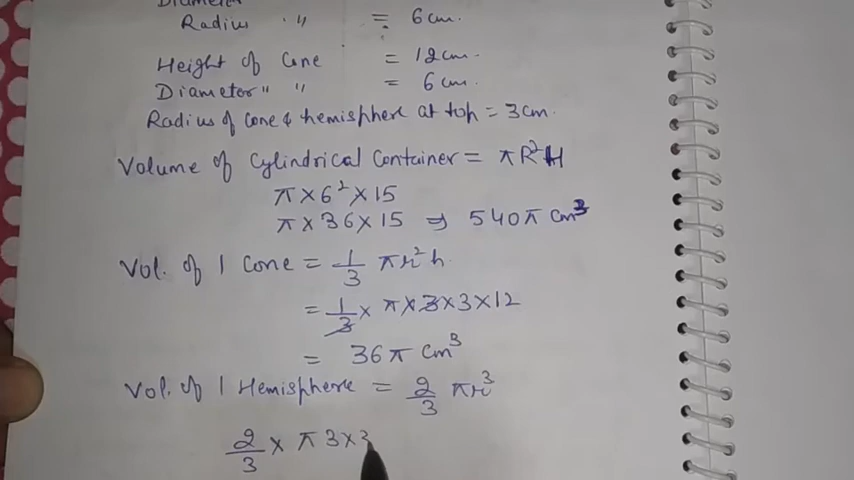 Diameter
Radius " = 6 cm.
Height of Cone = 12 cm.
Diameter " " = 6 cm.
Radius of cone & hemisphere at top = 3 cm.
Volume of Cylindrical Container = πR²H
π×6²×15
π×36×15 ⇒ 540π cm³
Vol. of 1 Cone = 1/3 πr²h
= 1/3 × π×3×3×12
= 36π cm³
Vol. of 1 Hemisphere = 2/3 πr³
2/3 × π 3×3